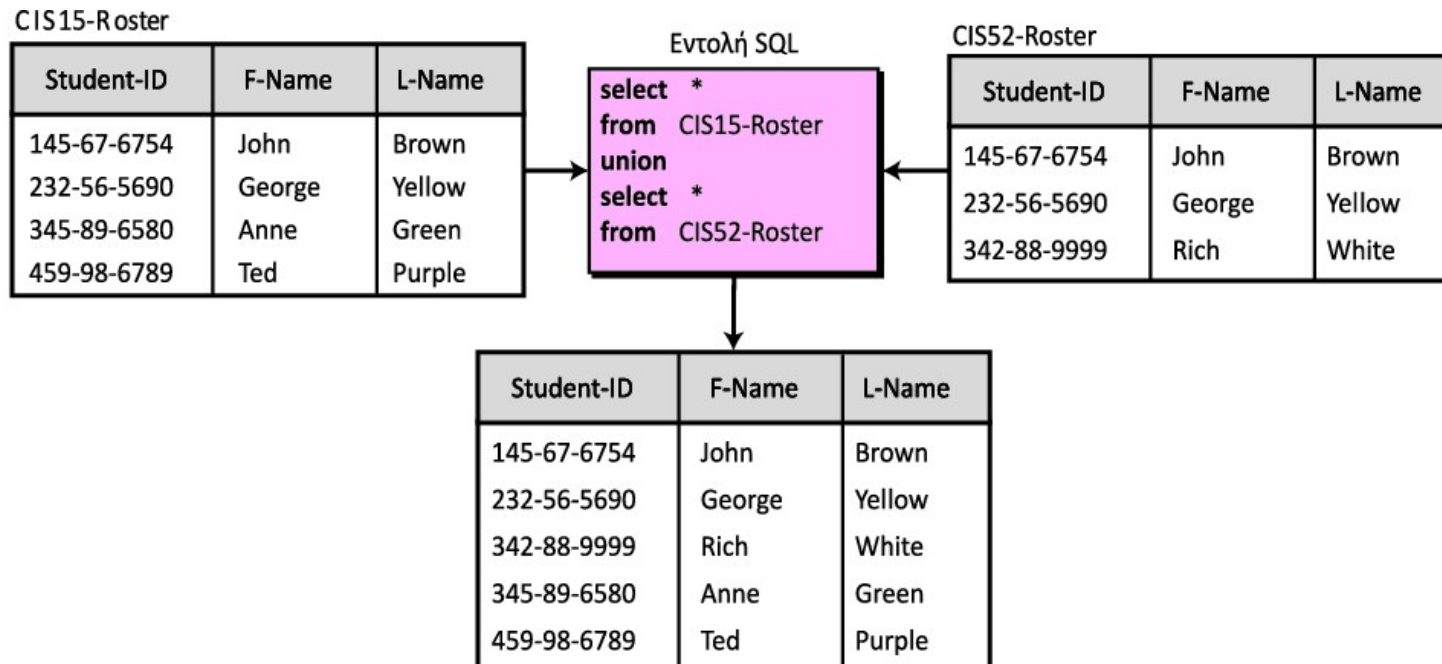 CIS15-Roster
Student-ID F-Name L-Name
145-67-6754 John Brown
232-56-5690 George Yellow
345-89-6580 Anne Green
459-98-6789 Ted Purple
Εντολή SQL
select *
from CIS15-Roster
union
select *
from CIS52-Roster
CIS52-Roster
Student-ID F-Name L-Name
145-67-6754 John Brown
232-56-5690 George Yellow
342-88-9999 Rich White
Student-ID F-Name L-Name
145-67-6754 John Brown
232-56-5690 George Yellow
342-88-9999 Rich White
345-89-6580 Anne Green
459-98-6789 Ted Purple